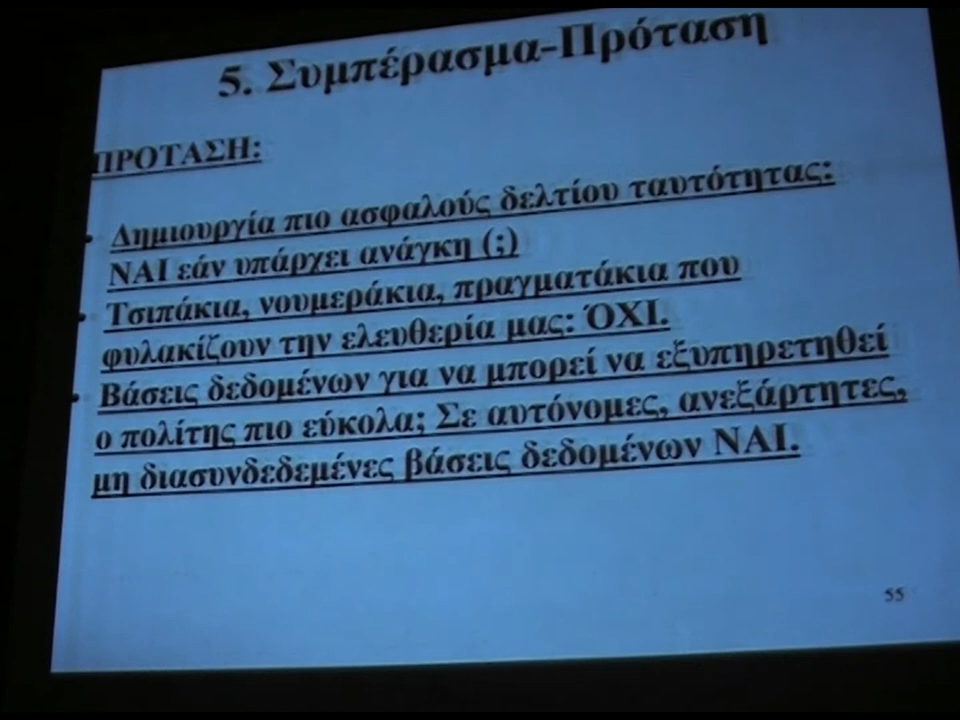 5. Συμπέρασμα-Πρόταση
ΠΡΟΤΑΣΗ:
• Δημιουργία πιο ασφαλούς δελτίου ταυτότητας:
ΝΑΙ εάν υπάρχει ανάγκη (;)
• Τσιπάκια, νουμεράκια, πραγματάκια που
φυλακίζουν την ελευθερία μας: ΌΧΙ.
• Βάσεις δεδομένων για να μπορεί να εξυπηρετηθεί
ο πολίτης πιο εύκολα; Σε αυτόνομες, ανεξάρτητες,
μη διασυνδεδεμένες βάσεις δεδομένων ΝΑΙ.
55